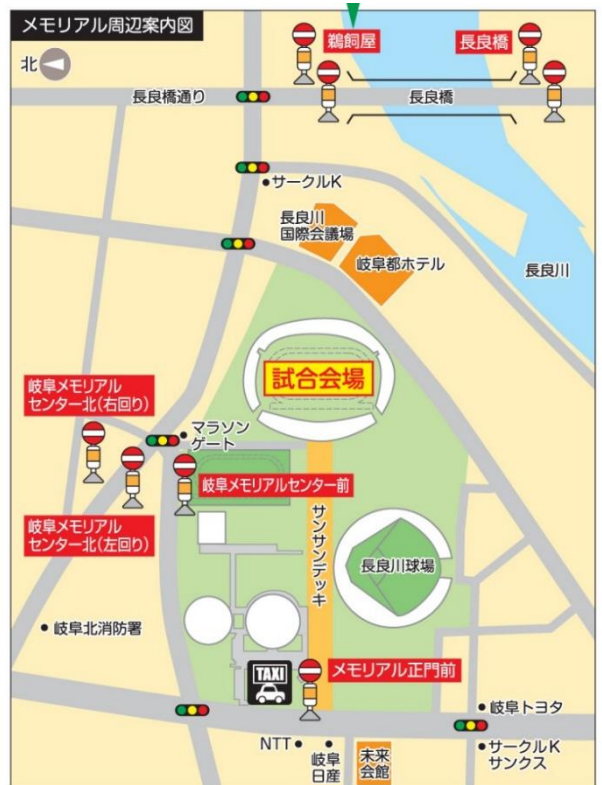 メモリアル周辺案内図
北
鵜飼屋
長良橋
長良橋通り
長良橋
サークルK
長良川
国際会議場
岐阜都ホテル
長良川
試合会場
岐阜メモリアル
センター北(右回り)
マラソン
ゲート
岐阜メモリアルセンター前
岐阜メモリアル
センター北(左回り)
サンサンデッキ
長良川球場
岐阜北消防署
TAXI
メモリアル正門前
岐阜トヨタ
NTT
岐阜
日産
未来
会館
サークルK
サンクス